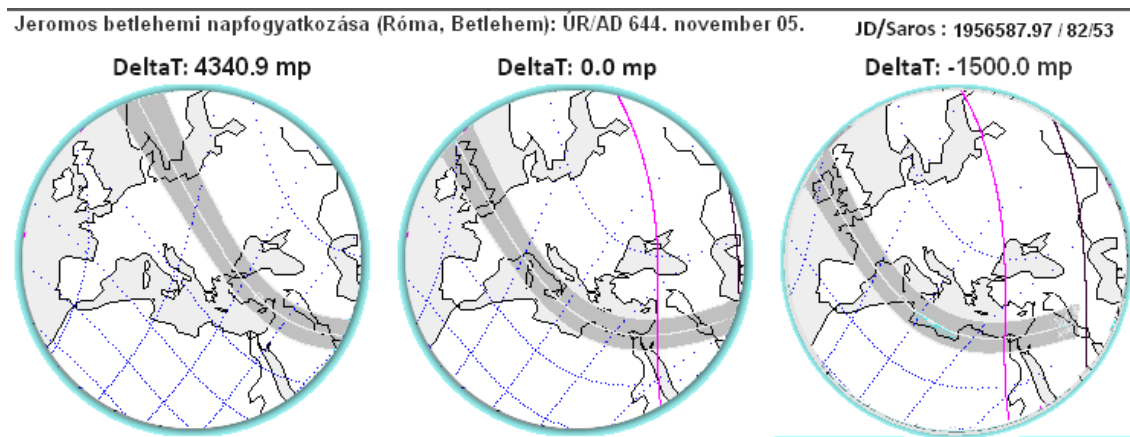 Jeromos betlehemi napfogyatkozása (Róma, Betlehem): ÚR/AD 644. november 05. JD/Saros : 1956587.97 / 82/53
DeltaT: 4340.9 mp DeltaT: 0.0 mp DeltaT: -1500.0 mp